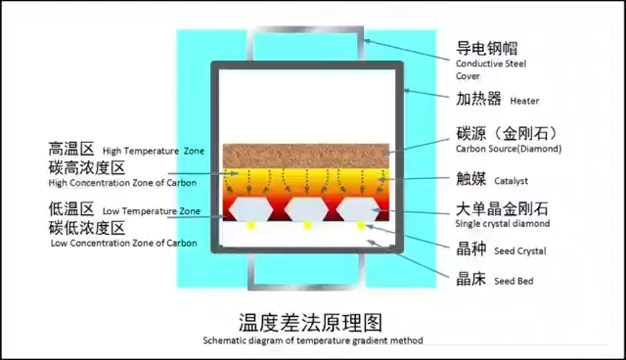 导电钢帽
Conductive Steel
Cover
加热器 Heater
碳源（金刚石）
Carbon Source(Diamond)
高温区 High Temperature Zone
碳高浓度区
High Concentration Zone of Carbon
触媒 Catalyst
低温区 Low Temperature Zone
碳低浓度区
Low Concentration Zone of Carbon
大单晶金刚石
Single crystal diamond
晶种 Seed Crystal
晶床 Seed Bed
温度差法原理图
Schematic diagram of temperature gradient method